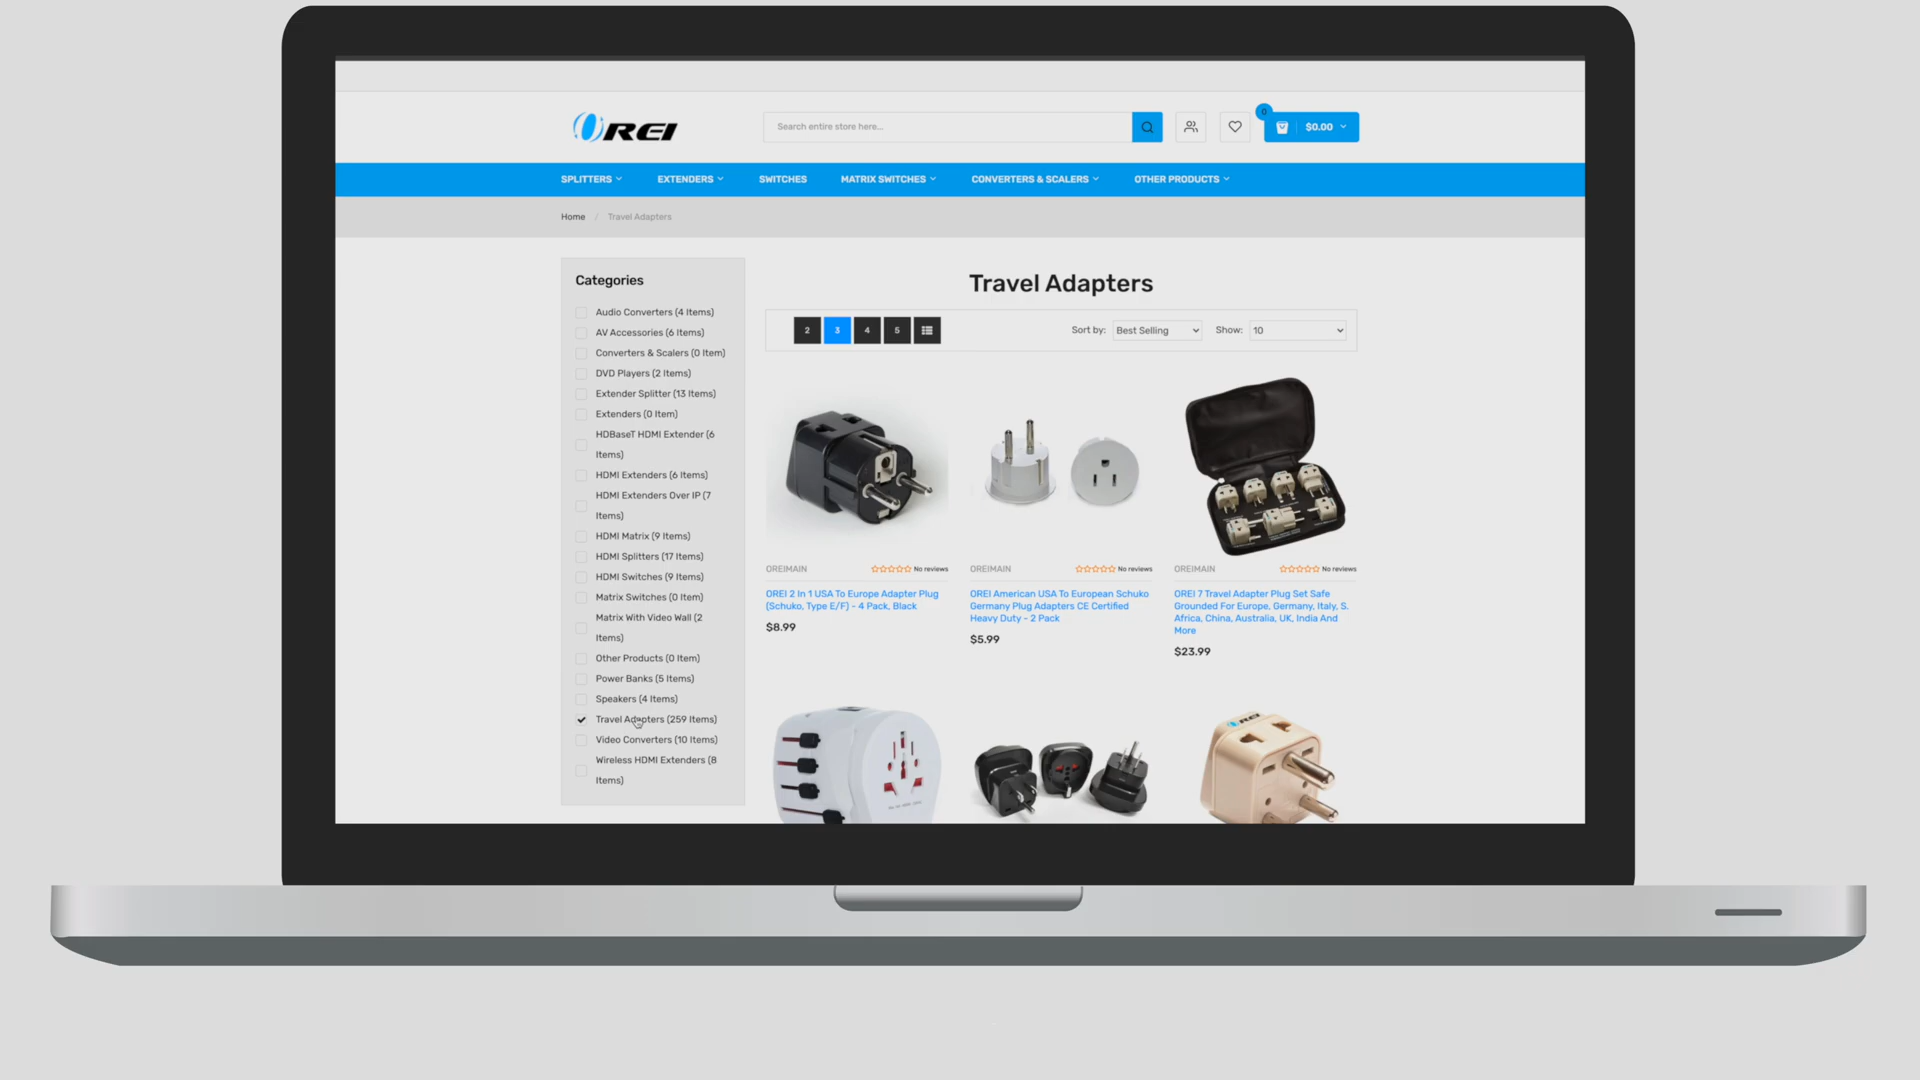 OREI
Search entire store here...
0
$0.00
SPLITTERS
EXTENDERS
SWITCHES
MATRIX SWITCHES
CONVERTERS & SCALERS
OTHER PRODUCTS
Home / Travel Adapters
Categories
Audio Converters (4 Items)
AV Accessories (6 Items)
Converters & Scalers (0 Item)
DVD Players (2 Items)
Extender Splitter (13 Items)
Extenders (0 Item)
HDBaseT HDMI Extender (6
Items)
HDMI Extenders (6 Items)
HDMI Extenders Over IP (7
Items)
HDMI Matrix (9 Items)
HDMI Splitters (17 Items)
HDMI Switches (9 Items)
Matrix Switches (0 Item)
Matrix With Video Wall (2
Items)
Other Products (0 Item)
Power Banks (5 Items)
Speakers (4 Items)
Travel Adapters (259 Items)
Video Converters (10 Items)
Wireless HDMI Extenders (8
Items)
Travel Adapters
2
3
4
5
Sort by: Best Selling
Show: 10
OREIMAIN
No reviews
OREI 2 In 1 USA To Europe Adapter Plug
(Schuko, Type E/F) - 4 Pack, Black
$8.99
OREIMAIN
No reviews
OREI American USA To European Schuko
Germany Plug Adapters CE Certified
Heavy Duty - 2 Pack
$5.99
OREIMAIN
No reviews
OREI 7 Travel Adapter Plug Set Safe
Grounded For Europe, Germany, Italy, S.
Africa, China, Australia, UK, India And
More
$23.99
OREI